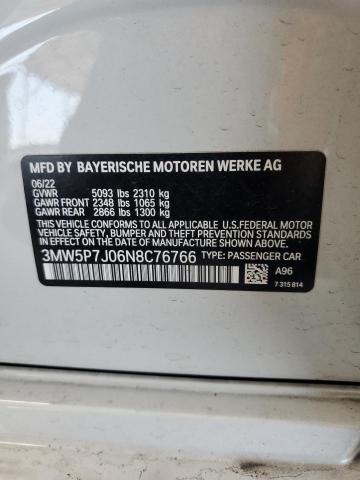 MFD BY BAYERISCHE MOTOREN WERKE AG
06/22
GVWR 5093 lbs 2310 kg
GAWR FRONT 2348 lbs 1065 kg
GAWR REAR 2866 lbs 1300 kg
THIS VEHICLE CONFORMS TO ALL APPLICABLE U.S.FEDERAL MOTOR
VEHICLE SAFETY, BUMPER, AND THEFT PREVENTION STANDARDS IN
EFFECT ON THE DATE OF MANUFACTURE SHOWN ABOVE.
3MW5P7J06N8C76766 TYPE: PASSENGER CAR
A96
7 315 814